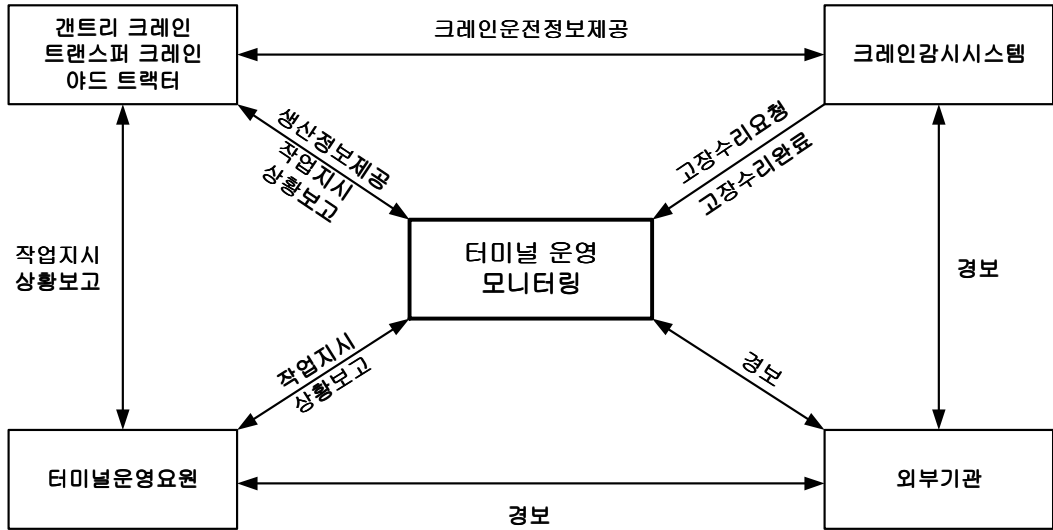 갠트리 크레인
트랜스퍼 크레인
야드 트랙터
크레인운전정보제공
크레인감시시스템
생산정보제공
작업지시
상황보고
고장수리요청
고장수리완료
작업지시
상황보고
터미널 운영
모니터링
경보
작업지시
상황보고
경보
터미널운영요원
경보
외부기관